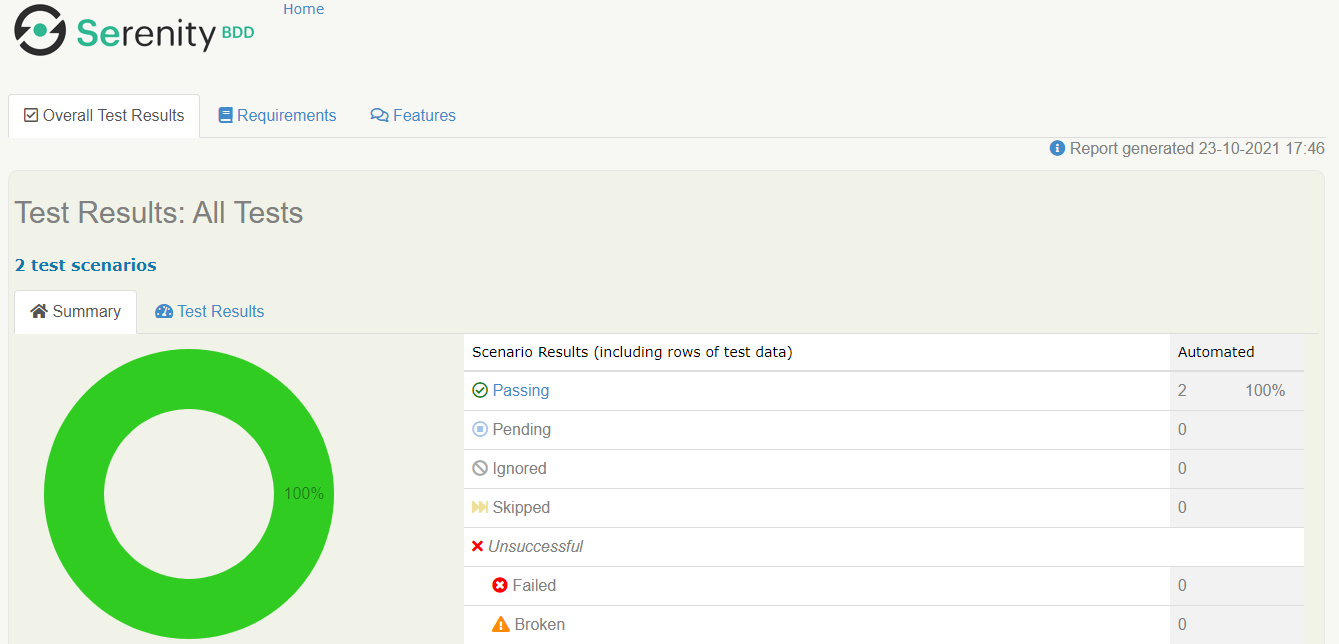 Home
Serenity BDD
Overall Test Results
Requirements
Features
Report generated 23-10-2021 17:46
Test Results: All Tests
2 test scenarios
Summary
Test Results
Scenario Results (including rows of test data) Automated
Passing 2 100%
Pending 0
Ignored 0
100%
Skipped 0
Unsuccessful
Failed 0
Broken 0